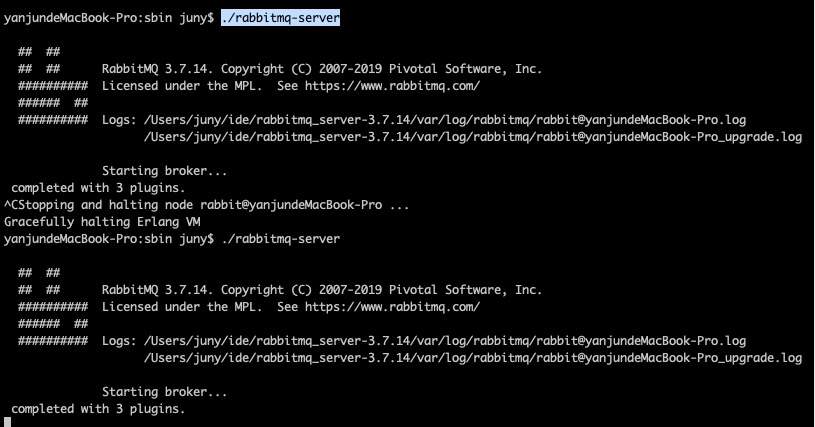 yanjundeMacBook-Pro:sbin juny$ ./rabbitmq-server
##  ##
##  ##      RabbitMQ 3.7.14. Copyright (C) 2007-2019 Pivotal Software, Inc.
##########  Licensed under the MPL.  See https://www.rabbitmq.com/
######  ##
##########  Logs: /Users/juny/ide/rabbitmq_server-3.7.14/var/log/rabbitmq/rabbit@yanjundeMacBook-Pro.log
/Users/juny/ide/rabbitmq_server-3.7.14/var/log/rabbitmq/rabbit@yanjundeMacBook-Pro_upgrade.log
Starting broker...
completed with 3 plugins.
^CStopping and halting node rabbit@yanjundeMacBook-Pro ...
Gracefully halting Erlang VM
yanjundeMacBook-Pro:sbin juny$ ./rabbitmq-server
##  ##
##  ##      RabbitMQ 3.7.14. Copyright (C) 2007-2019 Pivotal Software, Inc.
##########  Licensed under the MPL.  See https://www.rabbitmq.com/
######  ##
##########  Logs: /Users/juny/ide/rabbitmq_server-3.7.14/var/log/rabbitmq/rabbit@yanjundeMacBook-Pro.log
/Users/juny/ide/rabbitmq_server-3.7.14/var/log/rabbitmq/rabbit@yanjundeMacBook-Pro_upgrade.log
Starting broker...
completed with 3 plugins.